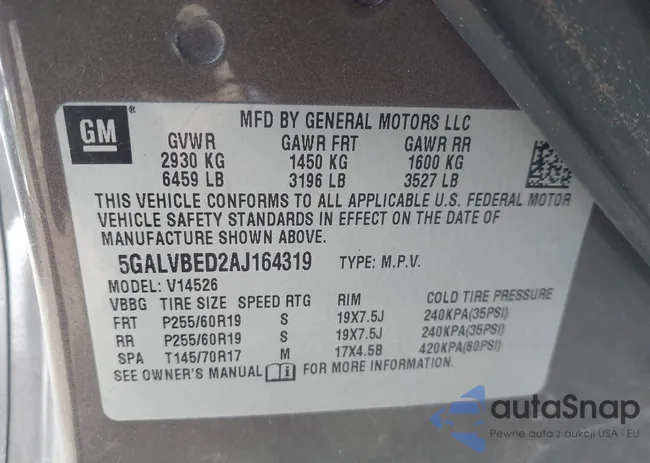 GM ®
MFD BY GENERAL MOTORS LLC
GVWR GAWR FRT GAWR RR
2930 KG 1450 KG 1600 KG
6459 LB 3196 LB 3527 LB
THIS VEHICLE CONFORMS TO ALL APPLICABLE U.S. FEDERAL MOTOR
VEHICLE SAFETY STANDARDS IN EFFECT ON THE DATE OF
MANUFACTURE SHOWN ABOVE.
5GALVBED2AJ164319 TYPE: M.P.V.
MODEL: V14526
VBBG TIRE SIZE SPEED RTG RIM COLD TIRE PRESSURE
FRT P255/60R19 S 19X7.5J 240KPA(35PSI)
RR P255/60R19 S 19X7.5J 240KPA(35PSI)
SPA T145/70R17 M 17X4.5B 420KPA(60PSI)
SEE OWNER'S MANUAL i FOR MORE INFORMATION.
autaSnap
Pewne auta z aukcji USA i EU